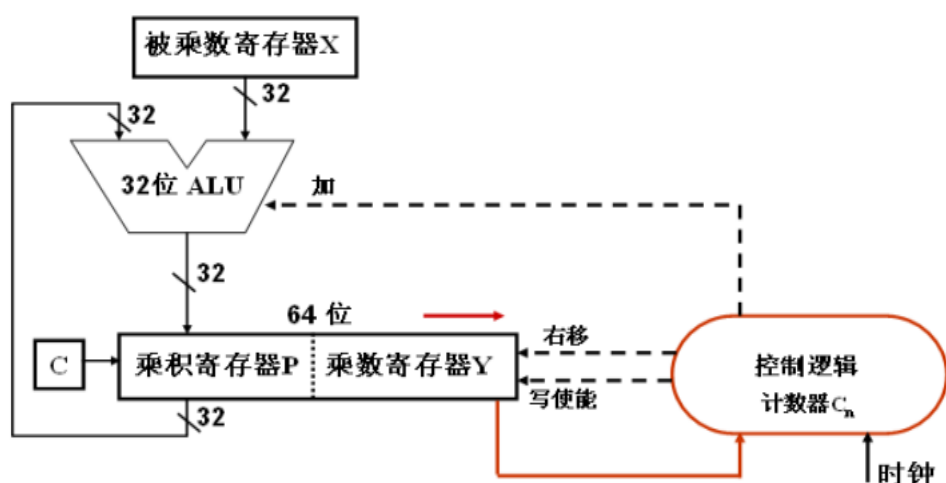 被乘数寄存器X
32
32
32位 ALU
加
32
64 位
C
乘积寄存器P
乘数寄存器Y
右移
写使能
控制逻辑
计数器Cn
32
时钟